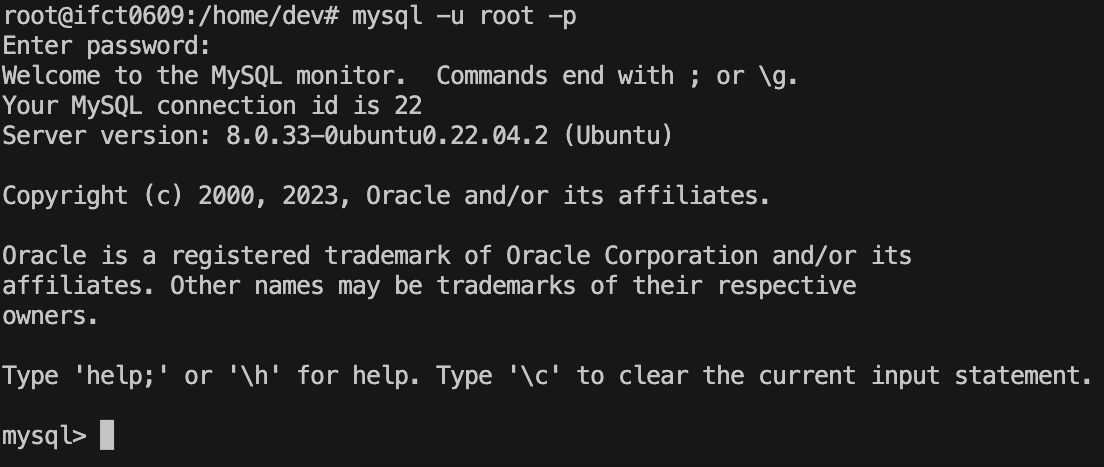 root@ifct0609:/home/dev# mysql -u root -p
Enter password:
Welcome to the MySQL monitor.  Commands end with ; or \g.
Your MySQL connection id is 22
Server version: 8.0.33-0ubuntu0.22.04.2 (Ubuntu)
Copyright (c) 2000, 2023, Oracle and/or its affiliates.
Oracle is a registered trademark of Oracle Corporation and/or its
affiliates. Other names may be trademarks of their respective
owners.
Type 'help;' or '\h' for help. Type '\c' to clear the current input statement.
mysql>